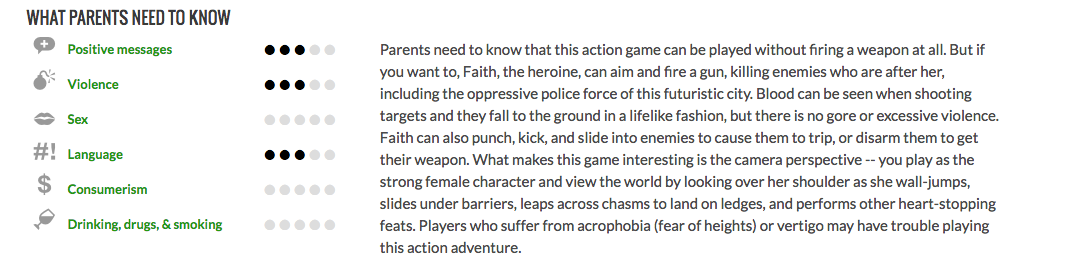 WHAT PARENTS NEED TO KNOW
Positive messages
Violence
Sex
#! Language
$ Consumerism
Drinking, drugs, & smoking
Parents need to know that this action game can be played without firing a weapon at all. But if
you want to, Faith, the heroine, can aim and fire a gun, killing enemies who are after her,
including the oppressive police force of this futuristic city. Blood can be seen when shooting
targets and they fall to the ground in a lifelike fashion, but there is no gore or excessive violence.
Faith can also punch, kick, and slide into enemies to cause them to trip, or disarm them to get
their weapon. What makes this game interesting is the camera perspective -- you play as the
strong female character and view the world by looking over her shoulder as she wall-jumps,
slides under barriers, leaps across chasms to land on ledges, and performs other heart-stopping
feats. Players who suffer from acrophobia (fear of heights) or vertigo may have trouble playing
this action adventure.